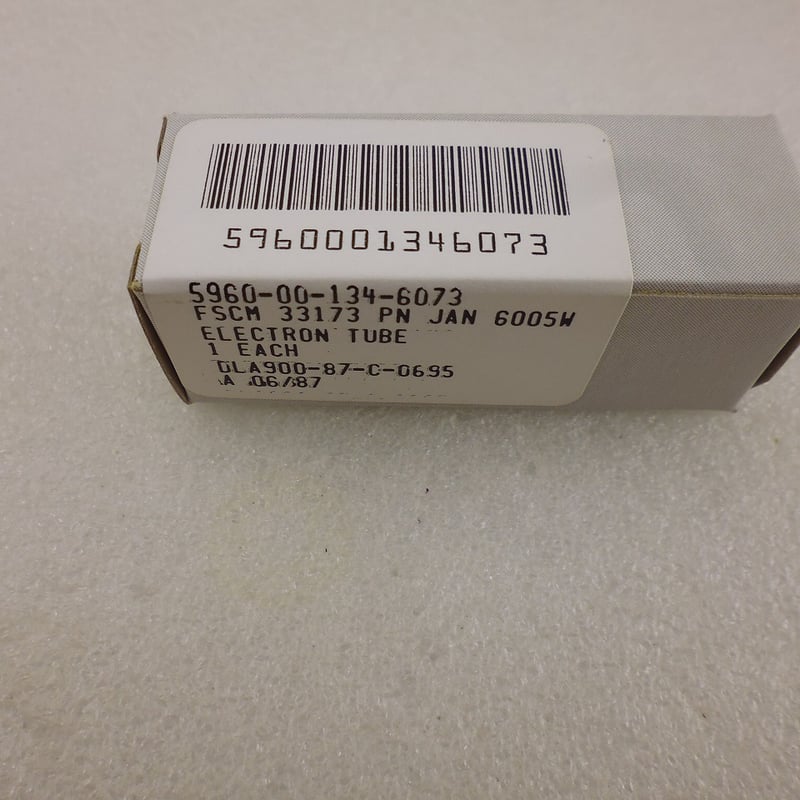 5960001346073
5960-00-134-6073
FSCM 33173 PN JAN 6005W
ELECTRON TUBE
1 EACH
DLA900-87-C-0695
A 06/87